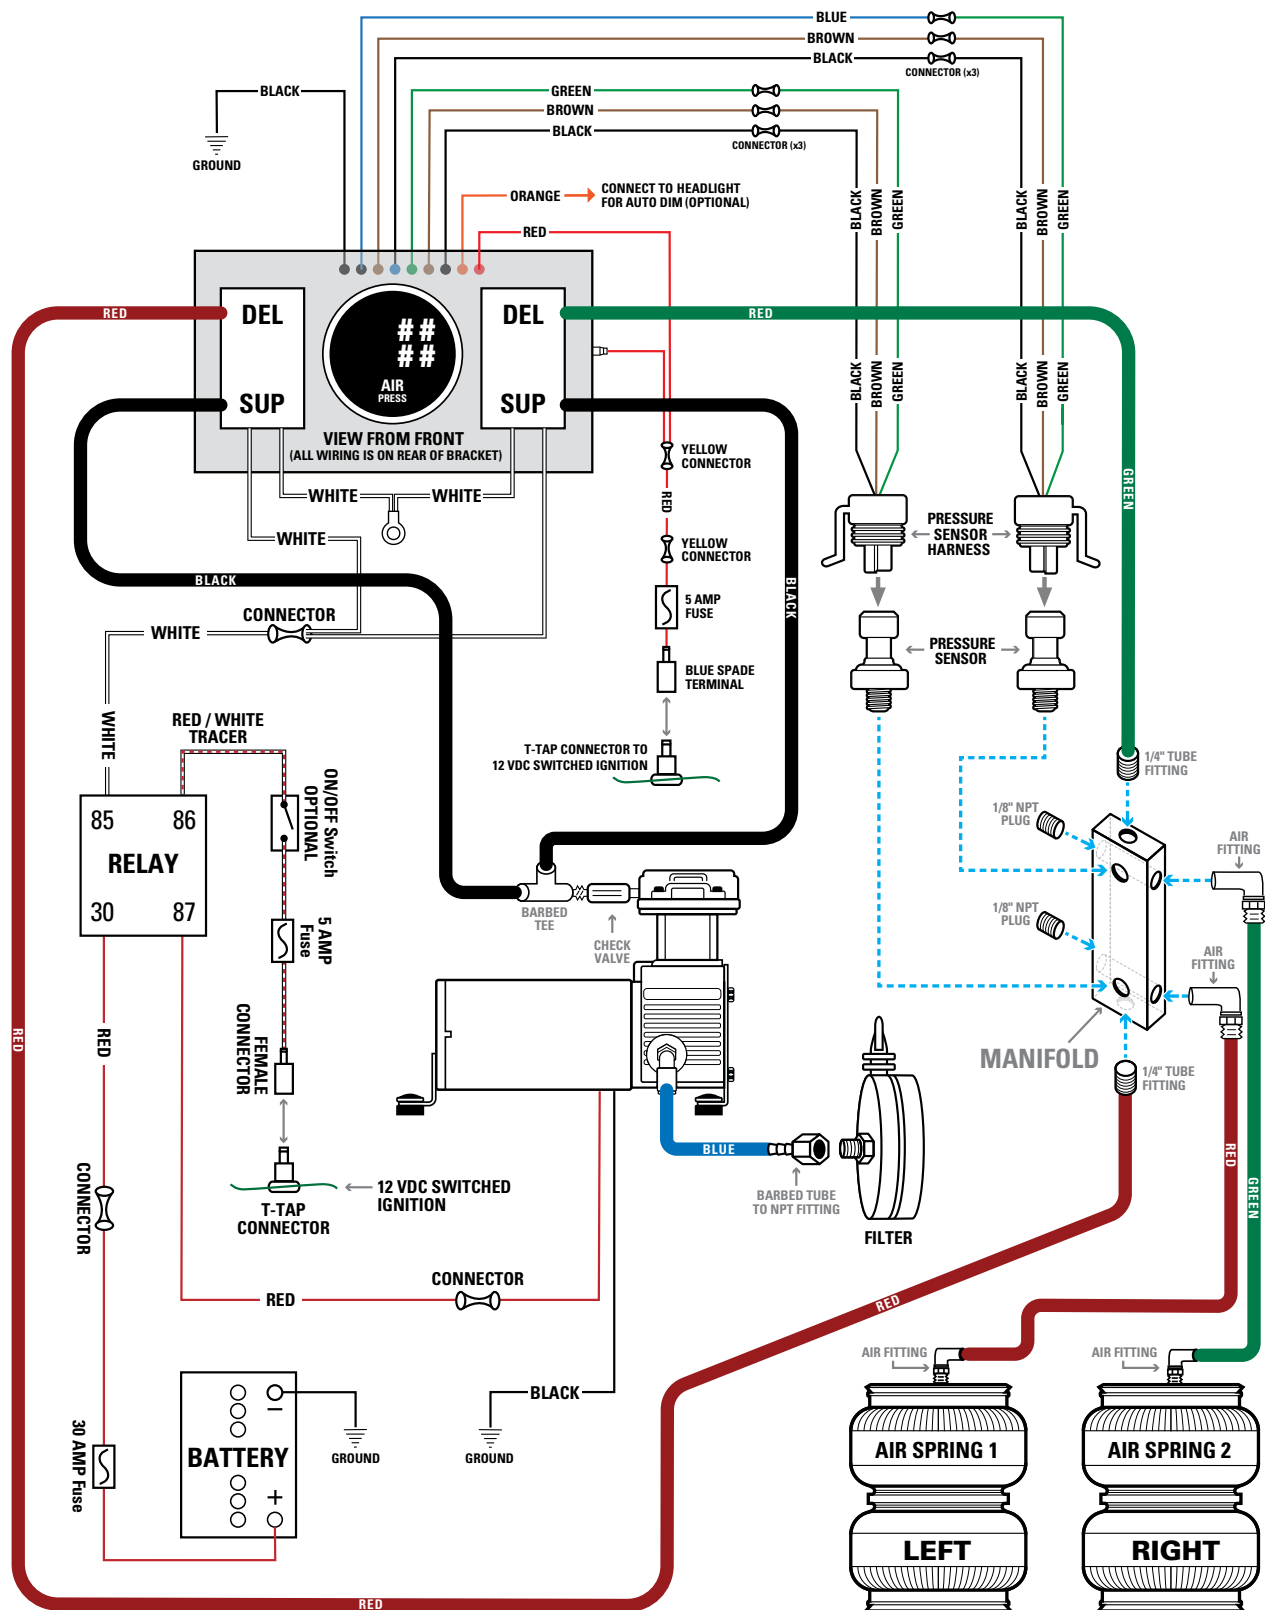 BLUE
BROWN
BLACK
CONNECTOR (x3)
BLACK
GREEN
BROWN
BLACK
CONNECTOR (x3)
GROUND
ORANGE
CONNECT TO HEADLIGHT
FOR AUTO DIM (OPTIONAL)
RED
BLACK
BROWN
GREEN
BLACK
BROWN
GREEN
RED
DEL
DEL
RED
##
##
AIR
PRESS
SUP
SUP
BLACK
BROWN
GREEN
BLACK
BROWN
GREEN
VIEW FROM FRONT
(ALL WIRING IS ON REAR OF BRACKET)
YELLOW
CONNECTOR
WHITE
WHITE
RED
GREEN
WHITE
YELLOW
CONNECTOR
PRESSURE
SENSOR
HARNESS
BLACK
BLACK
5 AMP
FUSE
CONNECTOR
WHITE
PRESSURE
SENSOR
BLUE SPADE
TERMINAL
WHITE
RED / WHITE
TRACER
T-TAP CONNECTOR TO
12 VDC SWITCHED IGNITION
1/4" TUBE
FITTING
ON/OFF Switch
OPTIONAL
85
86
RELAY
30
87
1/8" NPT
PLUG
AIR
FITTING
BARBED
TEE
CHECK
VALVE
1/8" NPT
PLUG
AIR
FITTING
5 AMP
Fuse
RED
RED
FEMALE
CONNECTOR
MANIFOLD
1/4" TUBE
FITTING
BLUE
RED
GREEN
CONNECTOR
12 VDC SWITCHED
IGNITION
T-TAP
CONNECTOR
BARBED TUBE
TO NPT FITTING
FILTER
CONNECTOR
RED
RED
AIR FITTING
AIR FITTING
BLACK
30 AMP Fuse
–
BATTERY
+
GROUND
GROUND
AIR SPRING 1
AIR SPRING 2
LEFT
RIGHT
RED